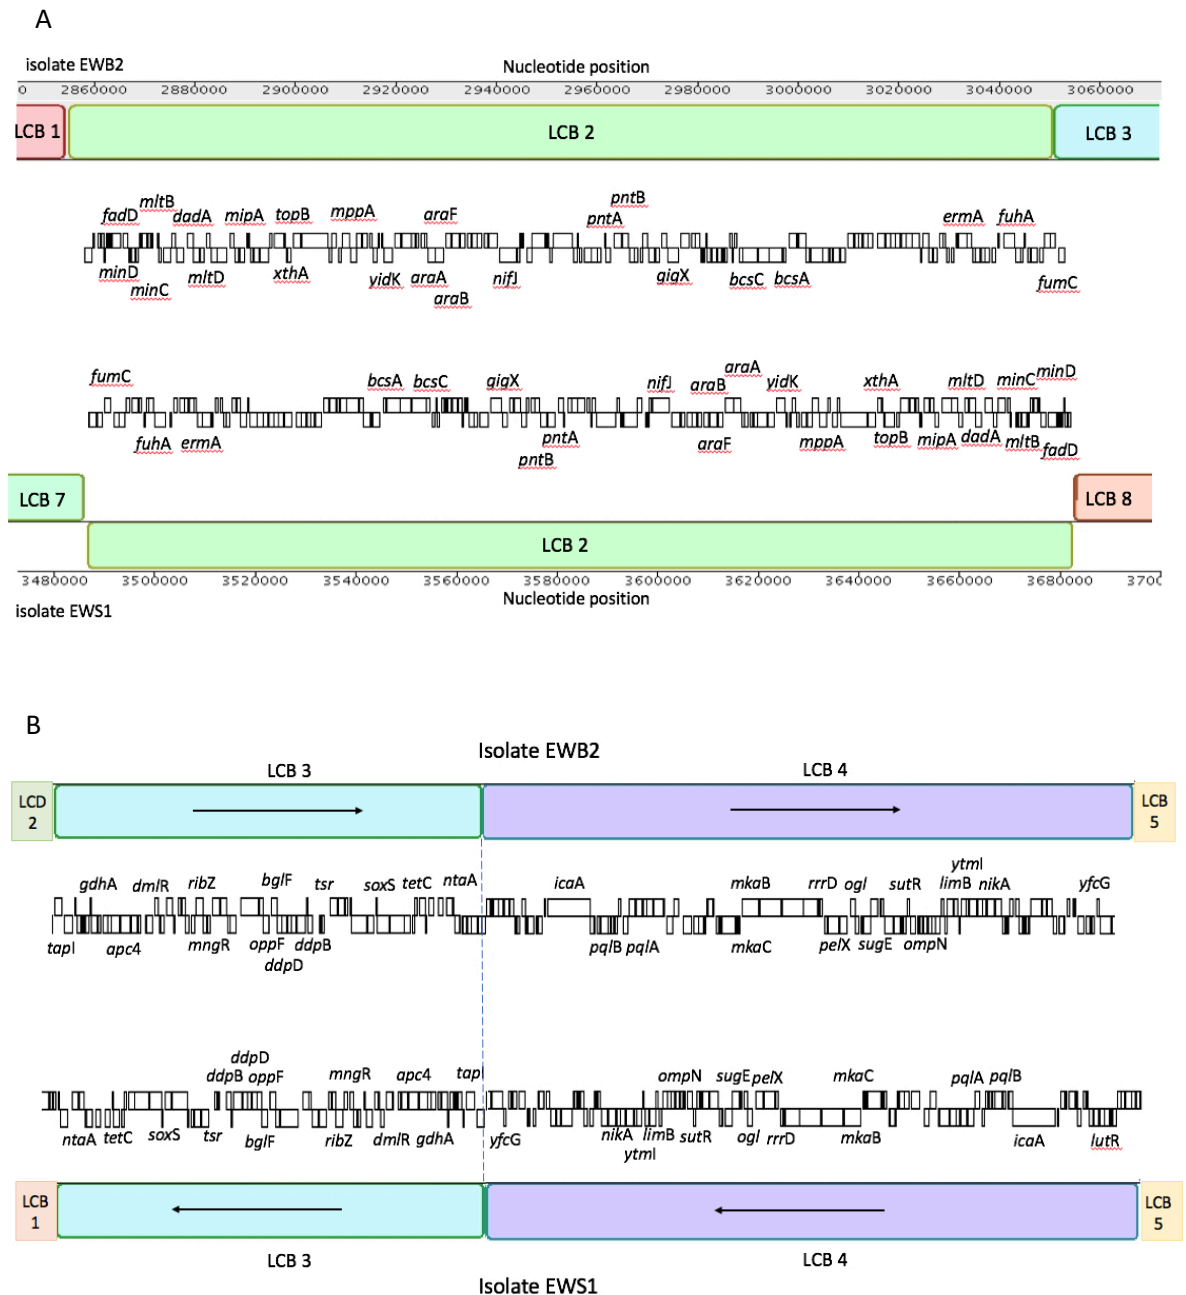 A
isolate EWB2
Nucleotide position
0 2860000 2880000 2900000 2920000 2940000 2960000 2980000 3000000 3020000 3040000 3060000
LCB 1 LCB 2 LCB 3
pntB
mltB
fadD dadA mipA topB mppA araF pntA ermA fuhA
minD mltD xthA yidK araA nifJ gigX bcsC bcsA fumC
minC araB
araA
minD
fumC bcsA bcsC gigX nifJ araB yidK xthA mltD minC
fuhA ermA pntA araF mppA topB mipA dadA mltB fadD
pntB
LCB 7 LCB 8
LCB 2
3480000 3500000 3520000 3540000 3560000 3580000 3600000 3620000 3640000 3660000 3680000 3700
Nucleotide position
isolate EWS1
B
Isolate EWB2
LCB 3 LCB 4
LCD 2
LCB 5
ytmI
gdhA dmlR ribZ bglF tsr soxS tetC ntaA icaA mkaB rrrD ogl sutR limB nikA yfcG
tapI apc4 mngR oppF ddpB pqlB pqlA mkaC pelX sugE ompN
ddpD
ddpD
ddpB oppF mngR apc4 tapI ompN sugE pelX mkaC pqlA pqlB
ntaA tetC soxS tsr bglF ribZ dmlR gdhA yfcG nikA limB sutR ogl rrrD mkaB icaA lutR
ytmI
LCB 1
LCB 5
LCB 3 LCB 4
Isolate EWS1